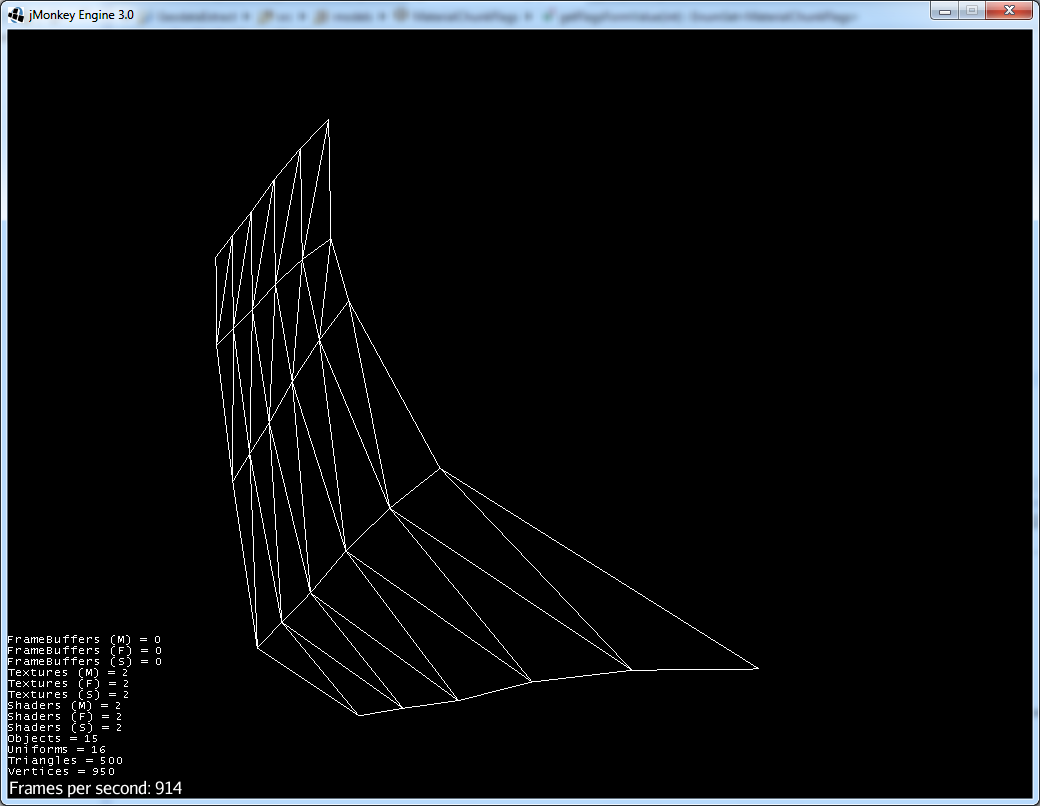 jMonkey Engine 3.0
FrameBuffers (M) = 0
FrameBuffers (F) = 0
FrameBuffers (S) = 0
Textures (M) = 2
Textures (F) = 2
Textures (S) = 2
Shaders (M) = 2
Shaders (F) = 2
Shaders (S) = 2
Objects = 15
Uniforms = 16
Triangles = 500
Vertices = 950
Frames per second: 914